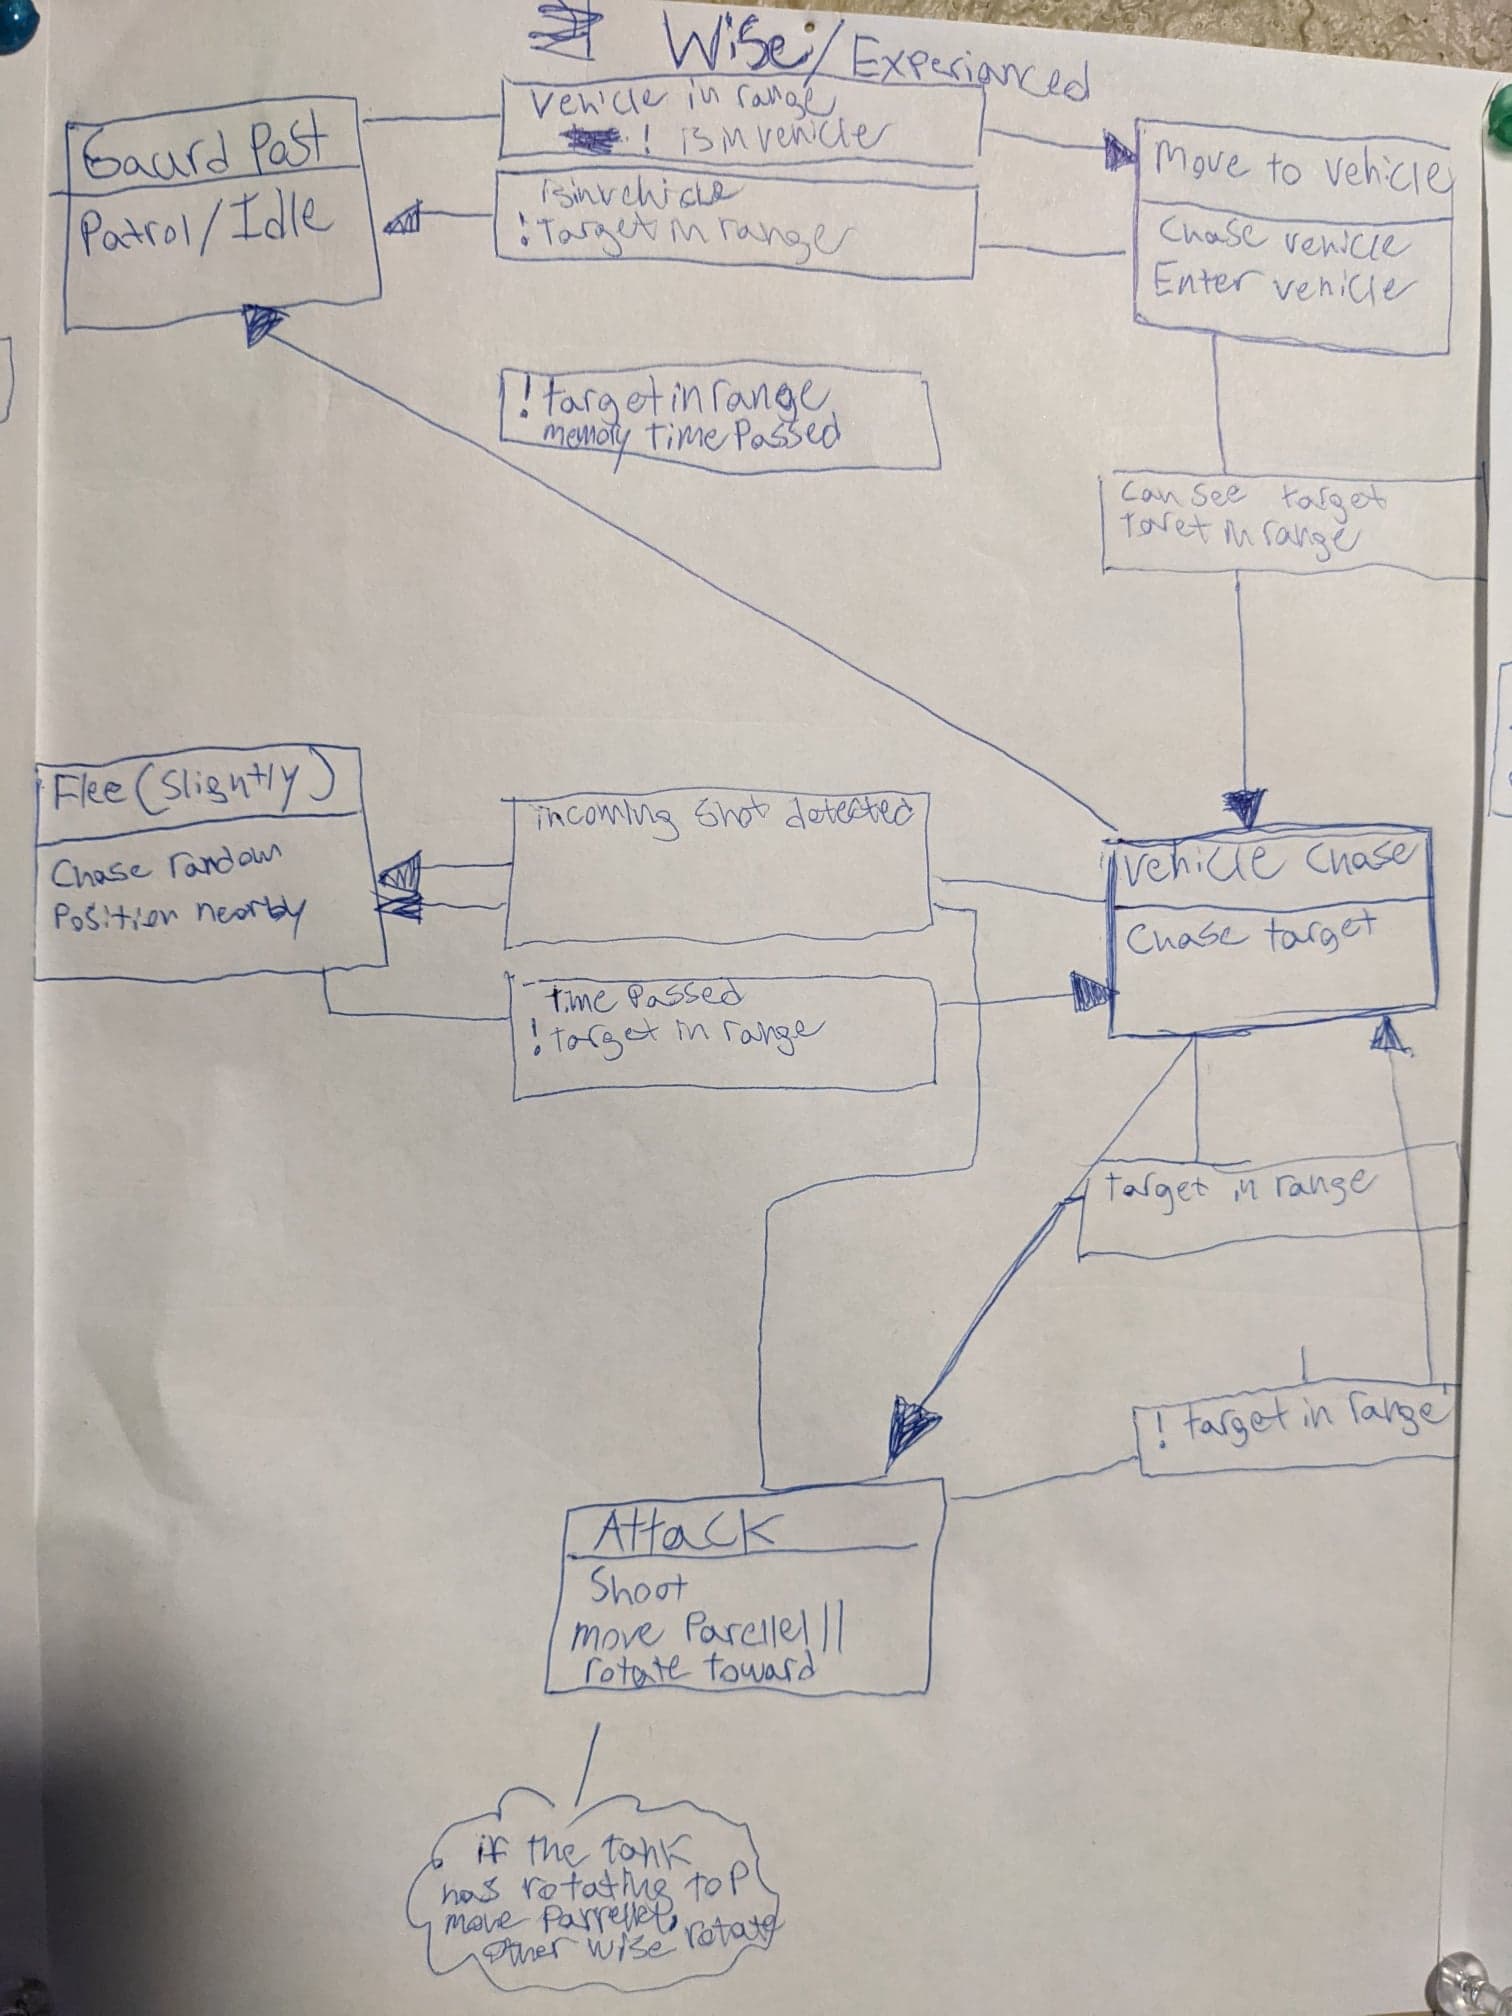 Wise/Experianced
Gaurd Post
Patrol/Idle
Vehicle in range
! isinvehicle
isinvehicle
! Target in range
Move to vehicle
Chase vehicle
Enter vehicle
! target in range
memory time Passed
Can see target
taret in range
Flee (Slightly)
Chase random
Position nearby
incoming shot detected
Time Passed
! target in range
Vehicle Chase
Chase target
target in range
! target in range
Attack
Shoot
move Parellel ||
rotate toward
if the tank
has rotating top
move Parrellel,
other wise rotate